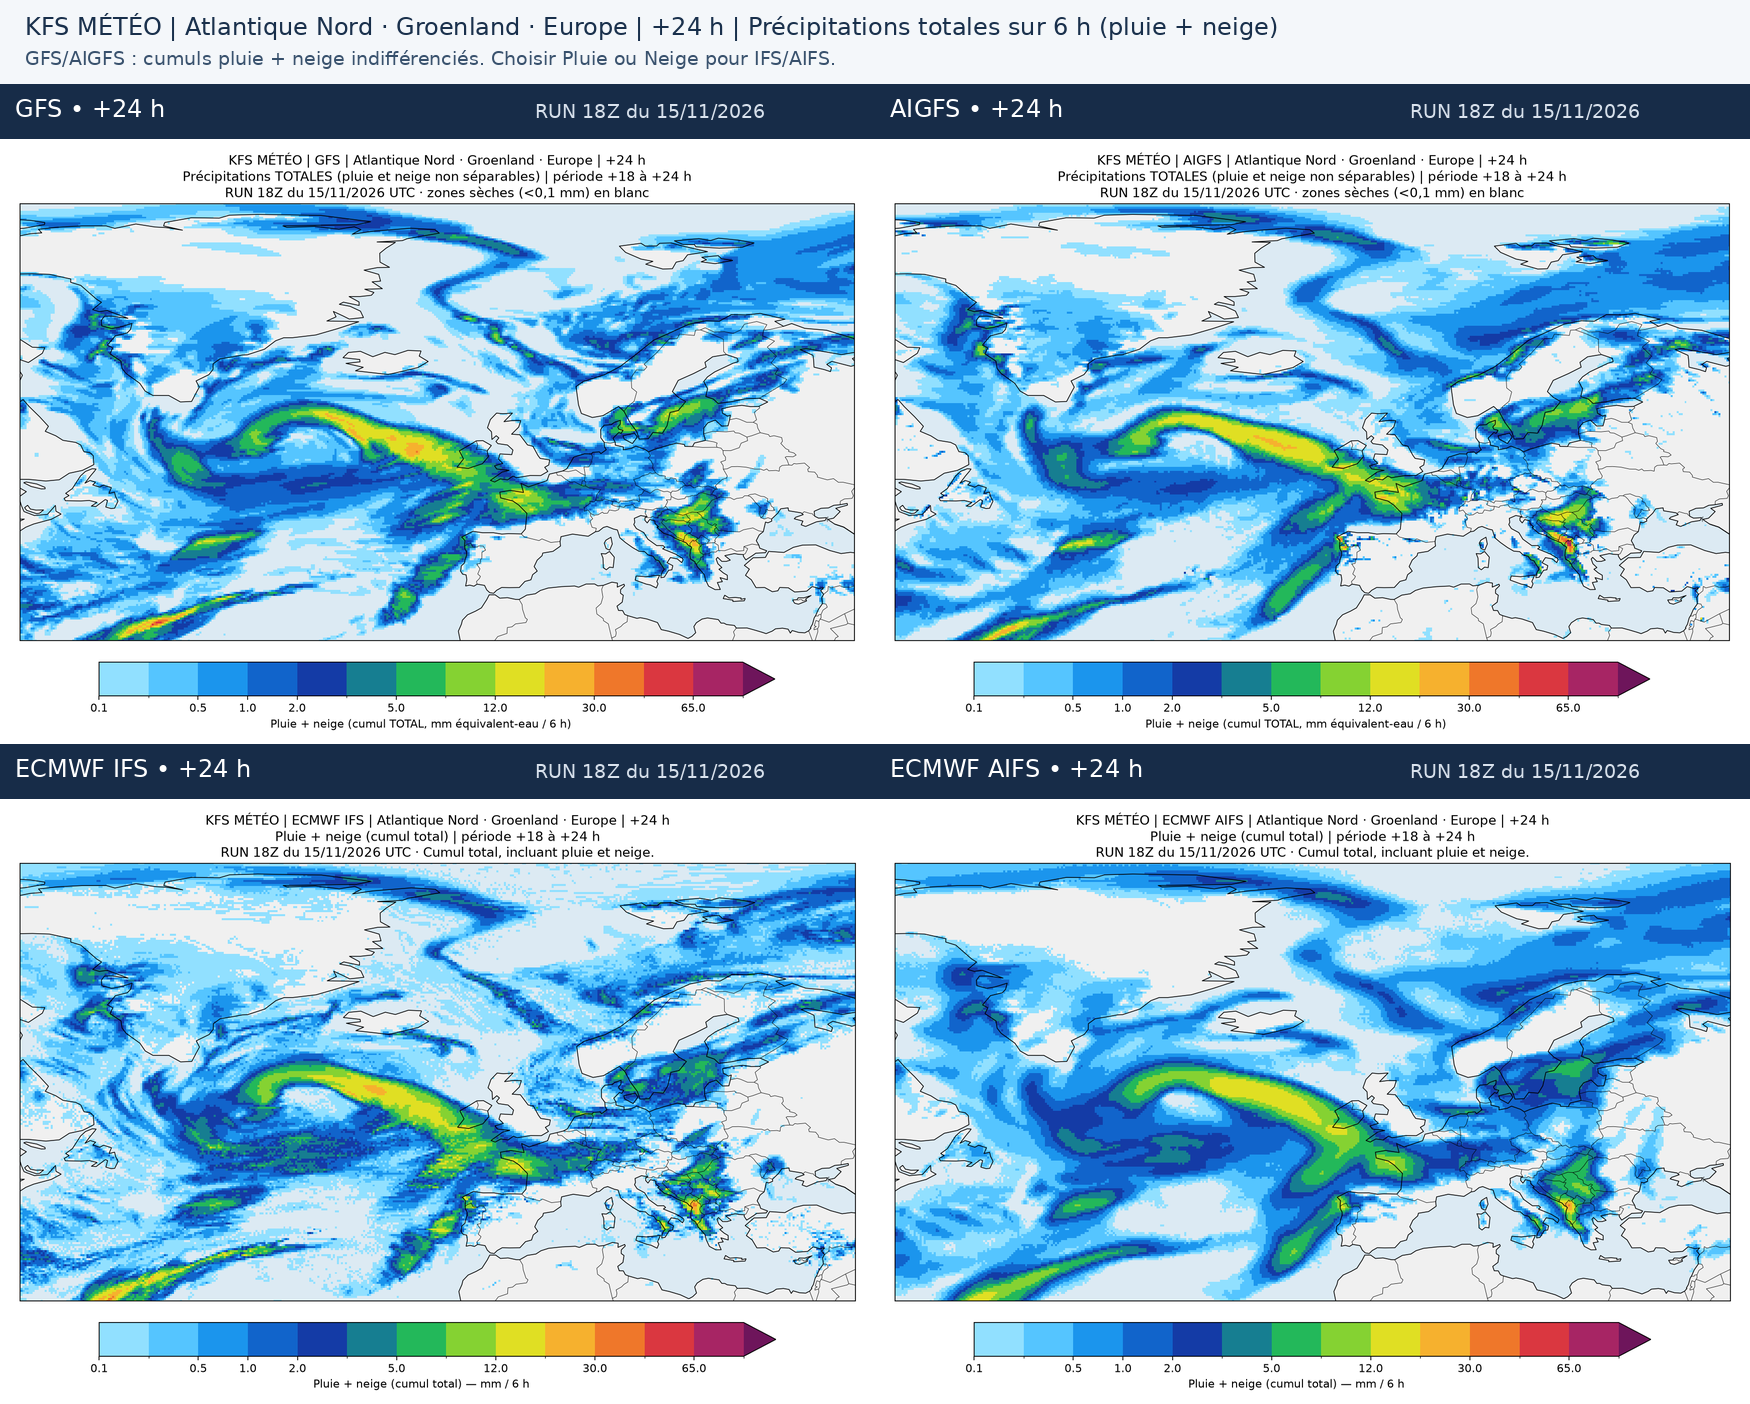 KFS MÉTÉO | Atlantique Nord · Groenland · Europe | +24 h | Précipitations totales sur 6 h (pluie + neige)
GFS/AIGFS : cumuls pluie + neige indifférenciés. Choisir Pluie ou Neige pour IFS/AIFS.
GFS • +24 h RUN 18Z du 15/11/2026
KFS MÉTÉO | GFS | Atlantique Nord · Groenland · Europe | +24 h
Précipitations TOTALES (pluie et neige non séparables) | période +18 à +24 h
RUN 18Z du 15/11/2026 UTC · zones sèches (<0,1 mm) en blanc
0.1 0.5 1.0 2.0 5.0 12.0 30.0 65.0
Pluie + neige (cumul TOTAL, mm équivalent-eau / 6 h)
AIGFS • +24 h RUN 18Z du 15/11/2026
KFS MÉTÉO | AIGFS | Atlantique Nord · Groenland · Europe | +24 h
Précipitations TOTALES (pluie et neige non séparables) | période +18 à +24 h
RUN 18Z du 15/11/2026 UTC · zones sèches (<0,1 mm) en blanc
0.1 0.5 1.0 2.0 5.0 12.0 30.0 65.0
Pluie + neige (cumul TOTAL, mm équivalent-eau / 6 h)
ECMWF IFS • +24 h RUN 18Z du 15/11/2026
KFS MÉTÉO | ECMWF IFS | Atlantique Nord · Groenland · Europe | +24 h
Pluie + neige (cumul total) | période +18 à +24 h
RUN 18Z du 15/11/2026 UTC · Cumul total, incluant pluie et neige.
0.1 0.5 1.0 2.0 5.0 12.0 30.0 65.0
Pluie + neige (cumul total) — mm / 6 h
ECMWF AIFS • +24 h RUN 18Z du 15/11/2026
KFS MÉTÉO | ECMWF AIFS | Atlantique Nord · Groenland · Europe | +24 h
Pluie + neige (cumul total) | période +18 à +24 h
RUN 18Z du 15/11/2026 UTC · Cumul total, incluant pluie et neige.
0.1 0.5 1.0 2.0 5.0 12.0 30.0 65.0
Pluie + neige (cumul total) — mm / 6 h